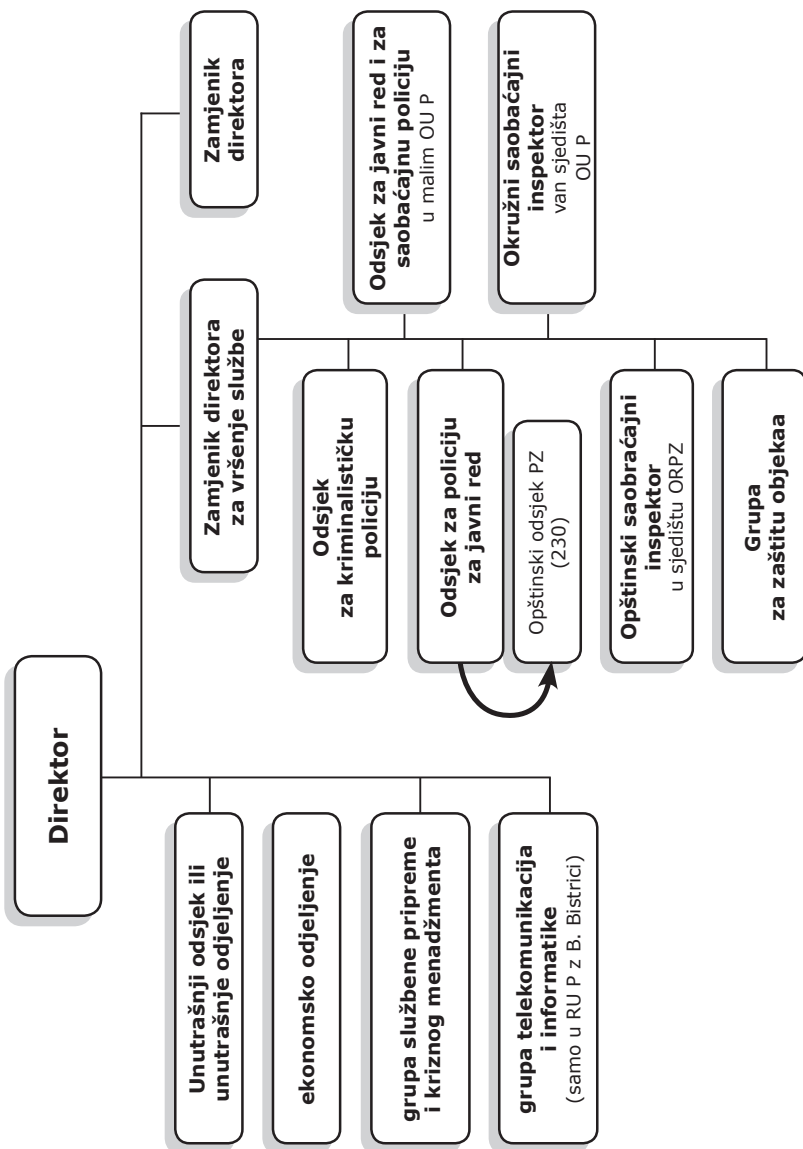 Direktor
Unutrašnji odsjek ili
unutrašnje odjeljenje
ekonomsko odjeljenje
grupa službene pripreme
i kriznog menadžmenta
grupa telekomunikacija
i informatike
(samo u RU P z B. Bistrici)
Zamjenik direktora
za vršenje službe
Zamjenik
direktora
Odsjek
za kriminalističku
policiju
Odsjek za policiju
za javni red
Opštinski odsjek PZ
(230)
Opštinski saobraćajni
inspektor
u sjedištu ORPZ
Grupa
za zaštitu objekaa
Odsjek za javni red i za
saobaćajnu policiju
u malim OU P
Okružni saobaćajni
inspektor
van sjedišta
OU P